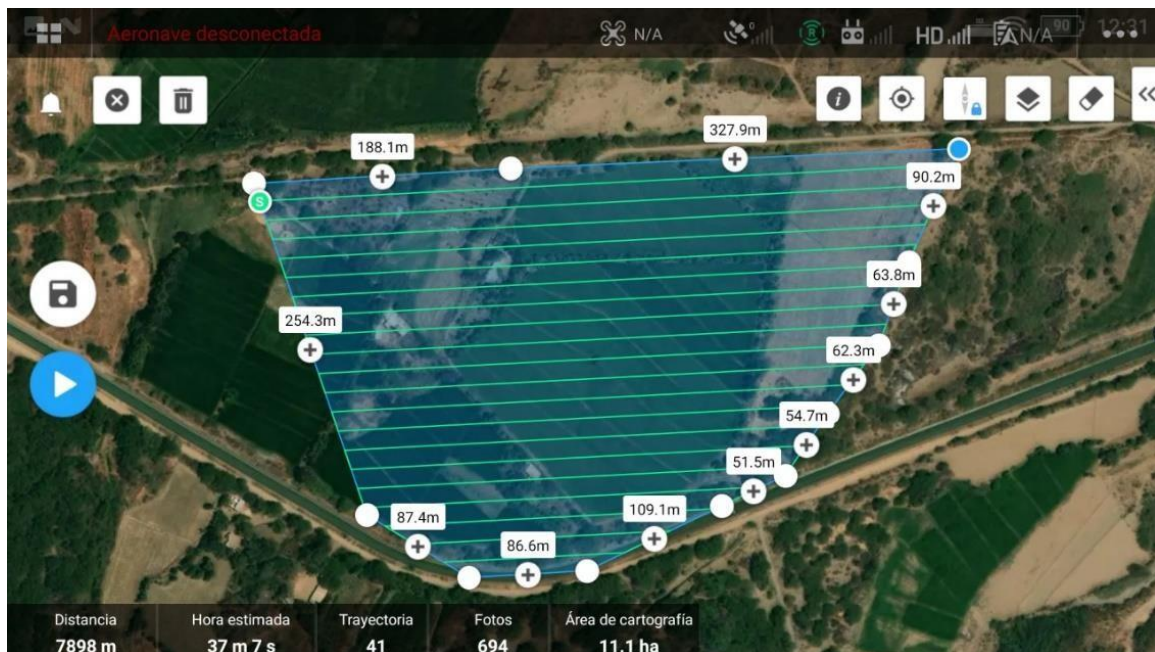 Aeronave desconectada N/A 0 R HD N/A 90 12:31
i
188.1m
327.9m
90.2m
S
63.8m
254.3m
62.3m
54.7m
51.5m
109.1m
87.4m
86.6m
Distancia Hora estimada Trayectoria Fotos Área de cartografía
7898 m 37 m 7 s 41 694 11.1 ha